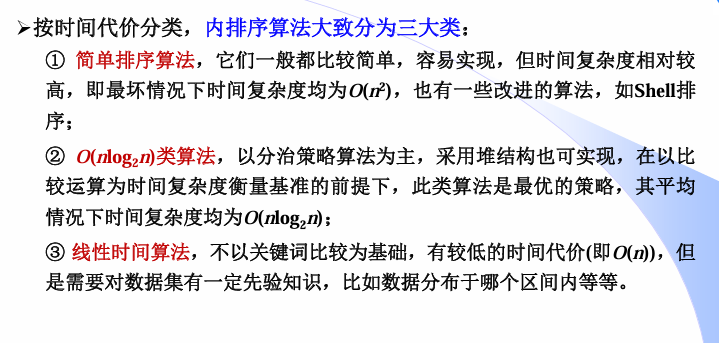 ➢按时间代价分类，内排序算法大致分为三大类：
① 简单排序算法，它们一般都比较简单，容易实现，但时间复杂度相对较
高，即最坏情况下时间复杂度均为O(n²)，也有一些改进的算法，如Shell排
序；
② O(nlog₂n)类算法，以分治策略算法为主，采用堆结构也可实现，在以比
较运算为时间复杂度衡量基准的前提下，此类算法是最优的策略，其平均
情况下时间复杂度均为O(nlog₂n)；
③ 线性时间算法，不以关键词比较为基础，有较低的时间代价(即O(n))，但
是需要对数据集有一定先验知识，比如数据分布于哪个区间内等等。